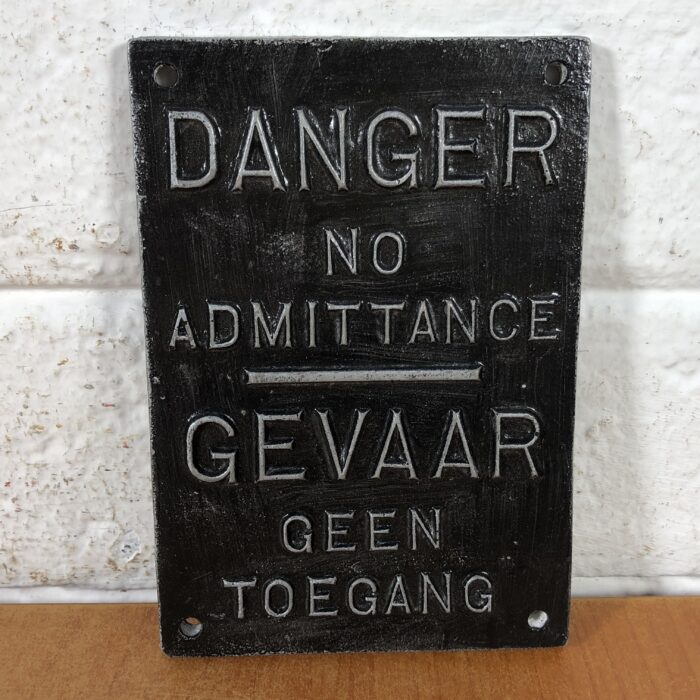 DANGER
NO
ADMITTANCE
GEVAAR
GEEN
TOEGANG